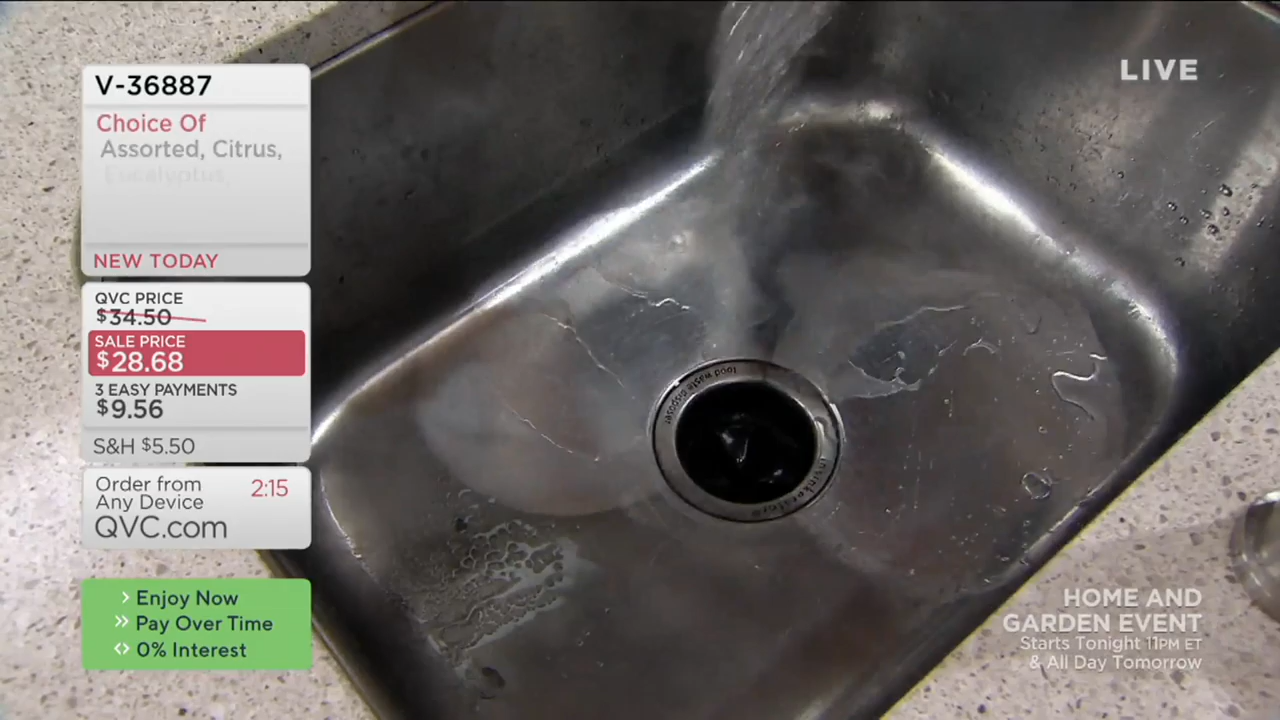 V-36887
Choice Of
Assorted, Citrus,
Eucalyptus,
NEW TODAY
QVC PRICE
$34.50
SALE PRICE
$28.68
3 EASY PAYMENTS
$9.56
S&H $5.50
Order from
Any Device
2:15
QVC.com
> Enjoy Now
>> Pay Over Time
<> 0% Interest
LIVE
food waste disposer
insinkerator®
HOME AND
GARDEN EVENT
Starts Tonight 11PM ET
& All Day Tomorrow